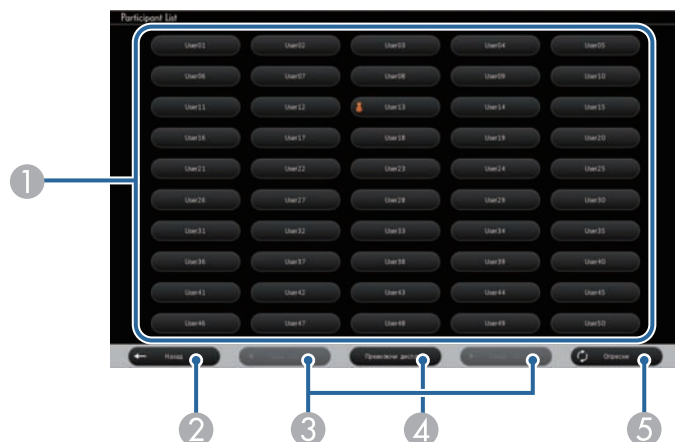 Participant List
User01 User02 User03 User04 User05
User06 User07 User08 User09 User10
User11 User12 User13 User14 User15
User16 User17 User18 User19 User20
1 User21 User22 User23 User24 User25
User26 User27 User28 User29 User30
User31 User32 User33 User34 User35
User36 User37 User38 User39 User40
User41 User42 User43 User44 User45
User46 User47 User48 User49 User50
Назад Превключи Опресни
2 3 4 5